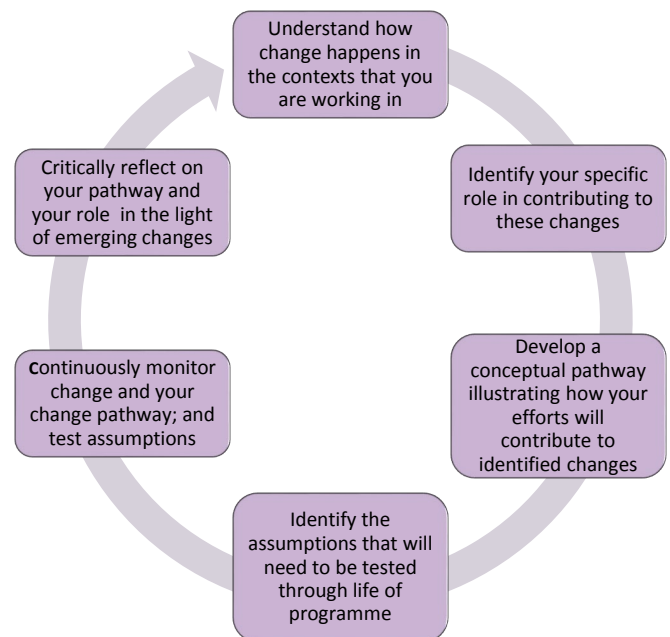 Understand how
change happens in
the contexts that you
are working in
Identify your specific
role in contributing to
these changes
Develop a
conceptual pathway
illustrating how your
efforts will
contribute to
identified changes
Identify the
assumptions that will
need to be tested
through life of
programme
continuously monitor
change and your
change pathway; and
test assumptions
Critically reflect on
your pathway and
your role in the light
of emerging changes